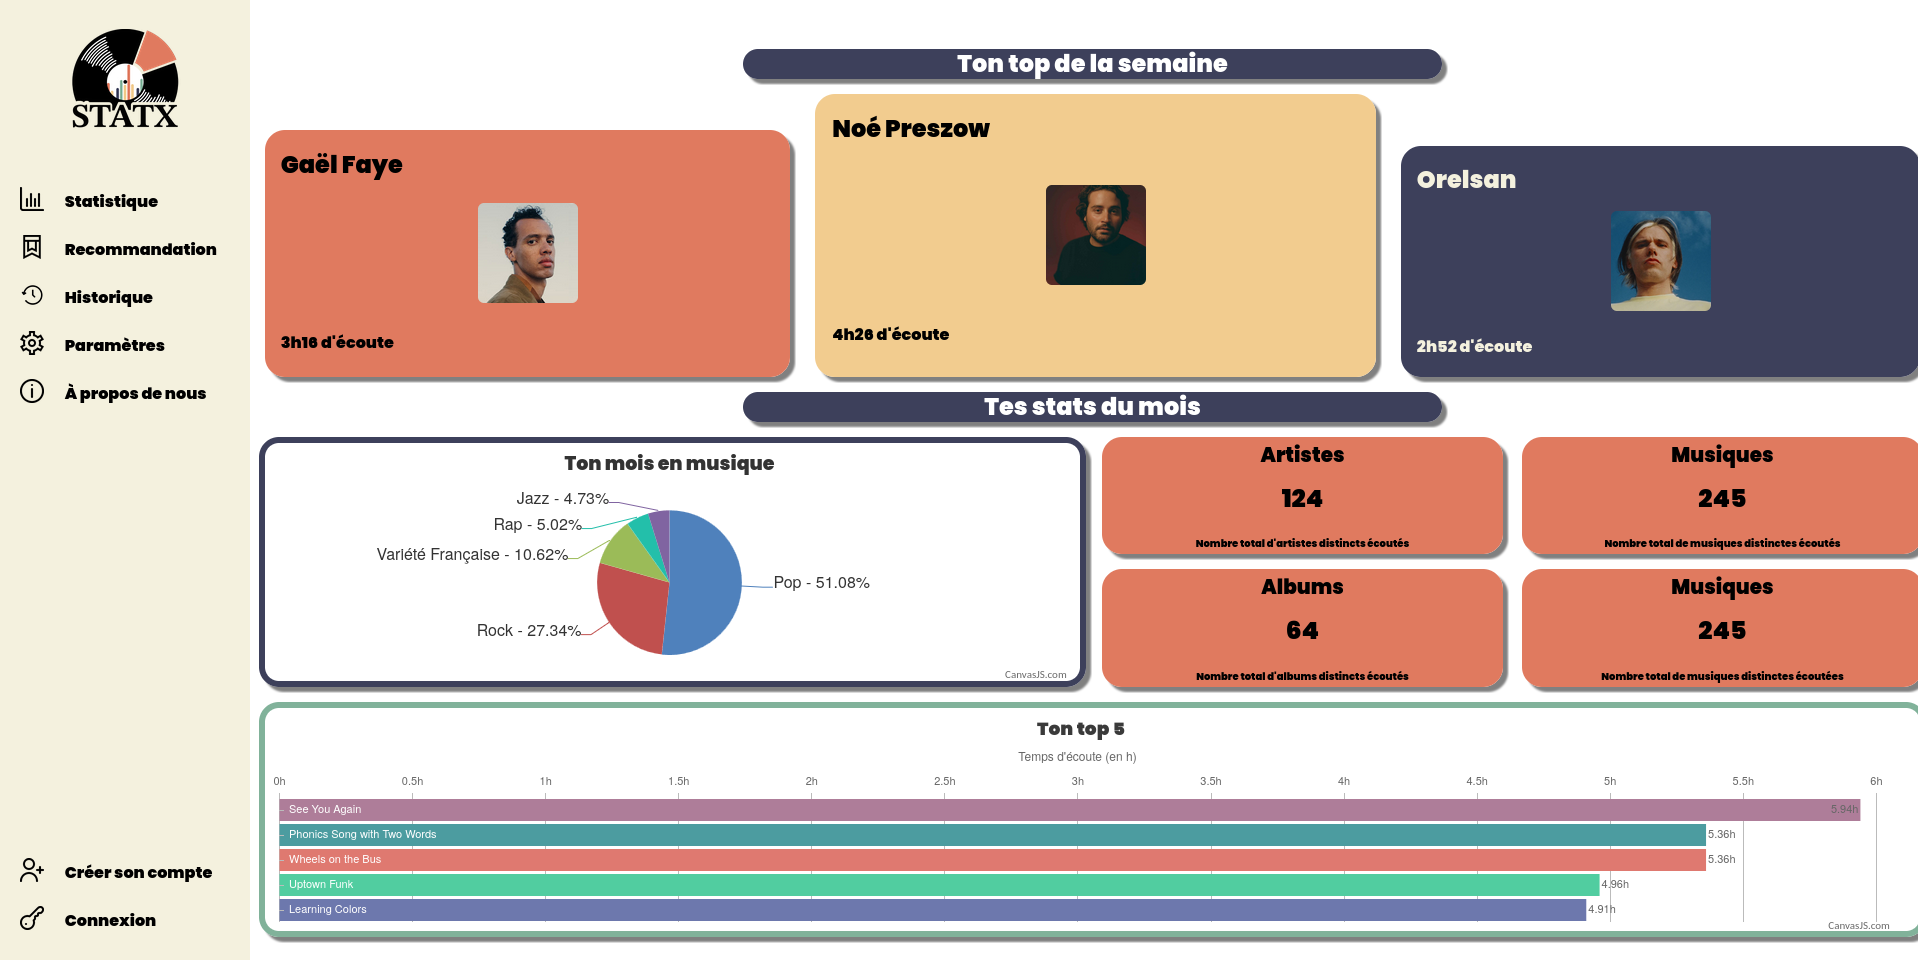 STATX
Statistique
Recommandation
Historique
Paramètres
À propos de nous
Créer son compte
Connexion
Ton top de la semaine
Gaël Faye
3h16 d'écoute
Noé Preszow
4h26 d'écoute
Orelsan
2h52 d'écoute
Tes stats du mois
Ton mois en musique
Jazz - 4.73%
Rap - 5.02%
Variété Française - 10.62%
Pop - 51.08%
Rock - 27.34%
CanvasJS.com
Artistes
124
Nombre total d'artistes distincts écoutés
Musiques
245
Nombre total de musiques distinctes écoutés
Albums
64
Nombre total d'albums distincts écoutés
Musiques
245
Nombre total de musiques distinctes écoutées
Ton top 5
Temps d'écoute (en h)
0h 0.5h 1h 1.5h 2h 2.5h 3h 3.5h 4h 4.5h 5h 5.5h 6h
See You Again 5.94h
Phonics Song with Two Words 5.36h
Wheels on the Bus 5.36h
Uptown Funk 4.96h
Learning Colors 4.91h
CanvasJS.com